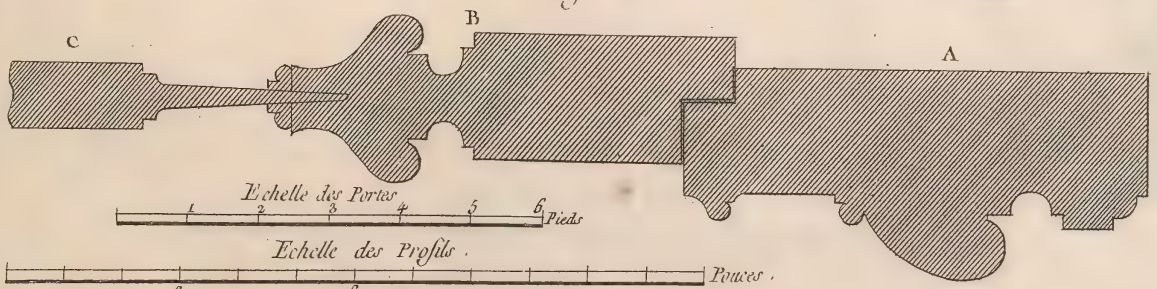 C B A
Echelle des Portes
1 2 3 4 5 6 Pieds
Echelle des Profils .
Pouces .